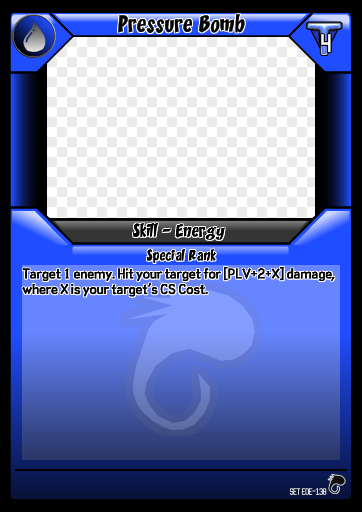 Pressure Bomb
4
Skill - Energy
Special Rank
Target 1 enemy. Hit your target for [PLV+2+X] damage,
where X is your target's CS Cost.
SET EOE-138